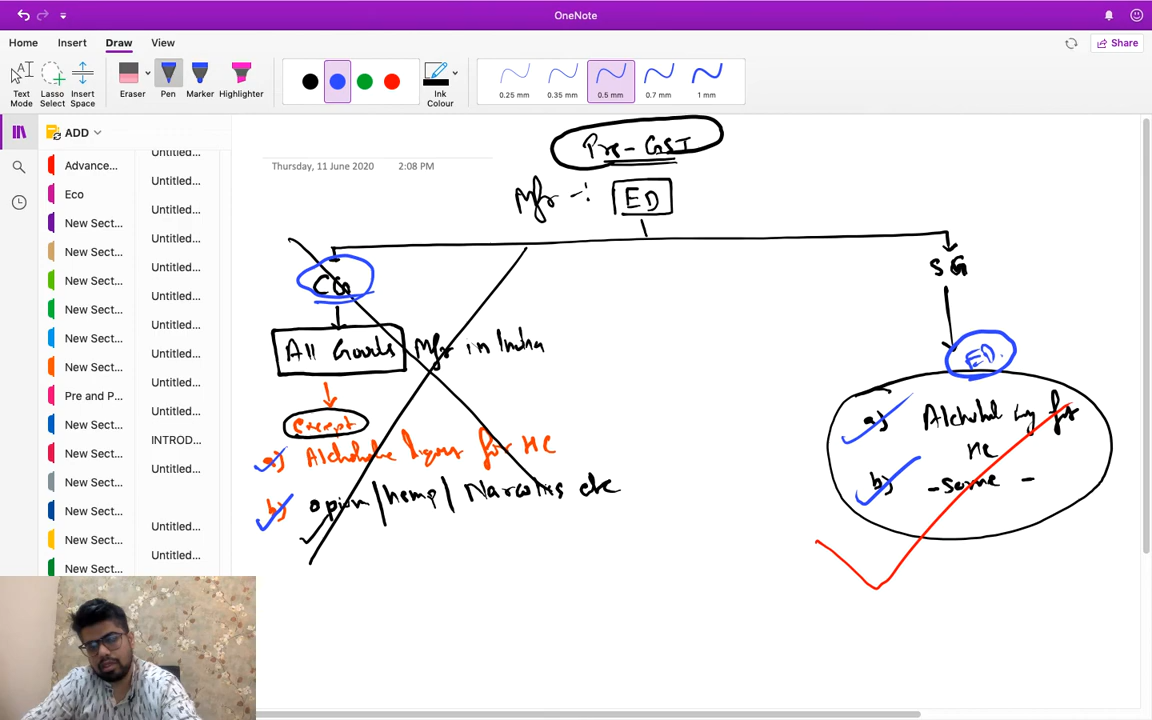 OneNote
Home Insert Draw View
Share
Text Mode
Lasso Select
Insert Space
Eraser
Pen
Marker
Highlighter
Ink Colour
0.25 mm 0.35 mm 0.5 mm 0.7 mm 1 mm
ADD
Advance...
Eco
New Sect...
New Sect...
New Sect...
New Sect...
New Sect...
New Sect...
Pre and P...
New Sect...
New Sect...
New Sect...
New Sect...
New Sect...
New Sect...
Untitled...
Untitled...
Untitled...
Untitled...
Untitled...
Untitled...
Untitled...
Untitled...
Untitled...
Untitled...
INTROD...
Untitled...
Untitled...
Untitled...
Thursday, 11 June 2020 2:08 PM
Pre-GST
Mfr -: ED
CG
SG
All Goods Mfr in India
ED.
Exempt
a) Alcoholic liquor for HC
b) opium/hemp/Narcotics etc
a) Alcoholic liq for
HC
b) - same -